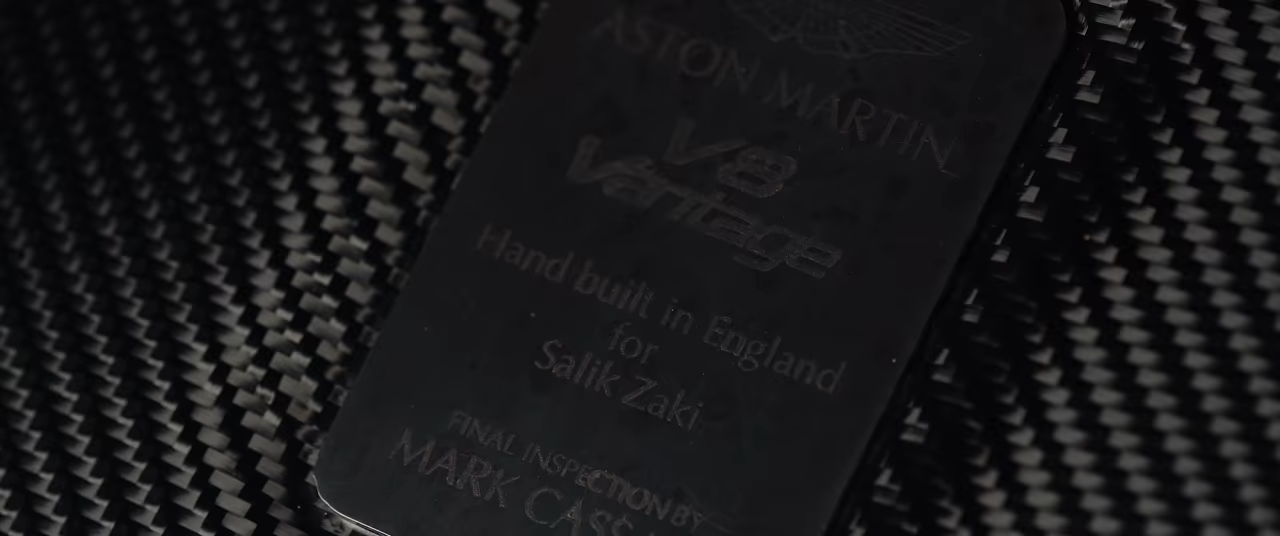 ASTON MARTIN
V8
Vantage
Hand built in England
for
Salik Zaki
FINAL INSPECTION BY
MARK